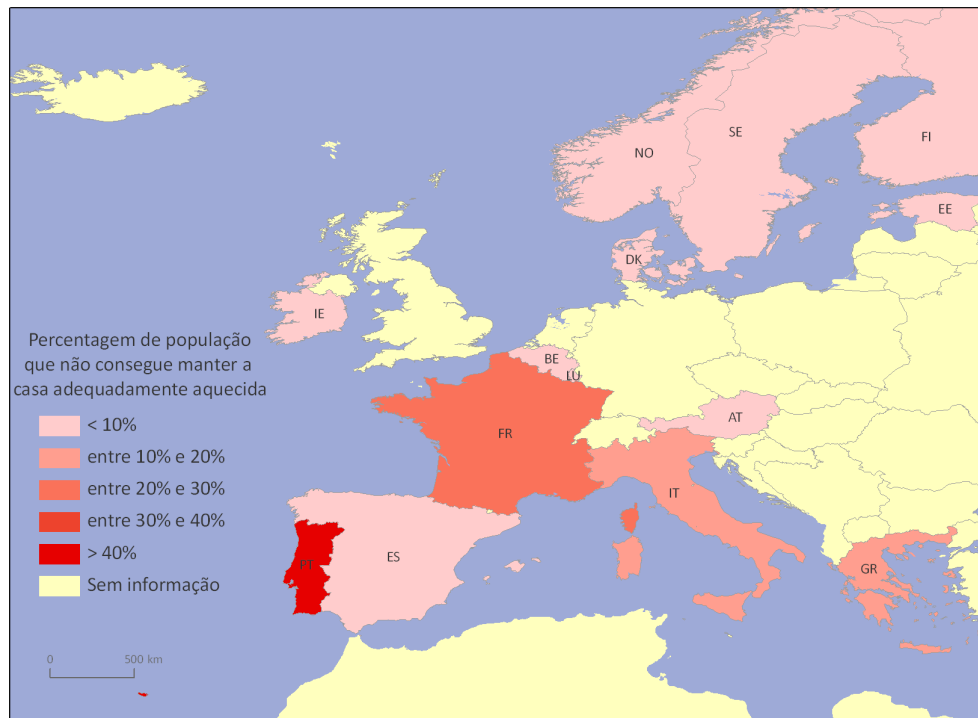 NO
SE
FI
EE
DK
IE
BE
LU
AT
FR
IT
PT
ES
GR
Percentagem de população
que não consegue manter a
casa adequadamente aquecida
< 10%
entre 10% e 20%
entre 20% e 30%
entre 30% e 40%
> 40%
Sem informação
0 500 km